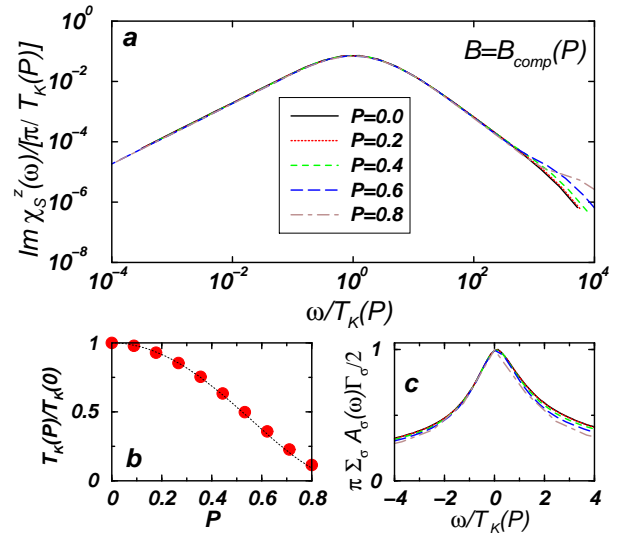 a
B=B_comp(P)
Im χ_S^z(ω)/[π/T_K(P)]
10^0
10^−2
10^−4
10^−6
10^−8
P=0.0
P=0.2
P=0.4
P=0.6
P=0.8
10^−4 10^−2 10^0 10^2 10^4
ω/T_K(P)
T_K(P)/T_K(0)
1
0.5
0
b
0 0.2 0.4 0.6 0.8
P
π Σ_σ A_σ(ω)Γ_σ/2
1
0.5
0
c
−4 −2 0 2 4
ω/T_K(P)